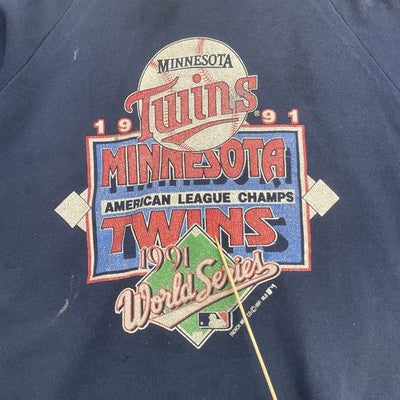 MINNESOTA
Twins
19 91
MINNESOTA
AMERICAN LEAGUE CHAMPS
TWINS
1991
World Series